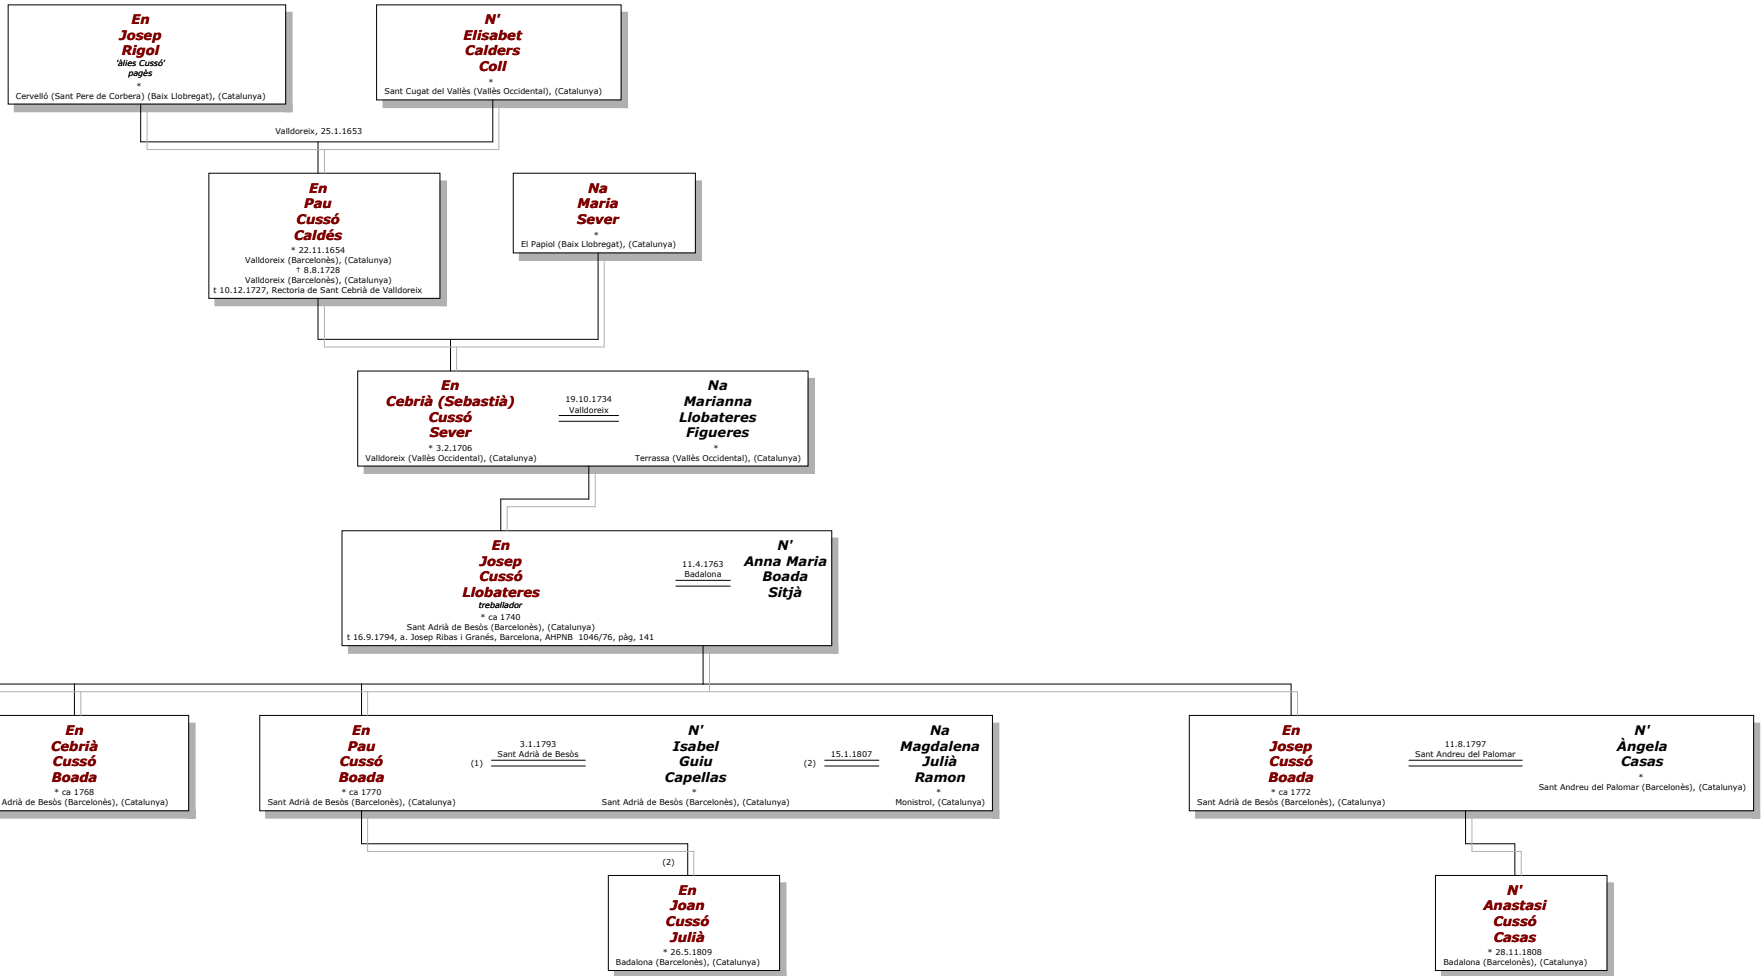 En
Josep
Rigol
'àlies Cussó'
pagès
*
Cervelló (Sant Pere de Corbera) (Baix Llobregat), (Catalunya)
N'
Elisabet
Calders
Coll
*
Sant Cugat del Vallès (Vallès Occidental), (Catalunya)
Valldoreix, 25.1.1653
En
Pau
Cussó
Caldés
* 22.11.1654
Valldoreix (Barcelonès), (Catalunya)
† 8.8.1728
Valldoreix (Barcelonès), (Catalunya)
t 10.12.1727, Rectoria de Sant Cebrià de Valldoreix
Na
Maria
Sever
*
El Papiol (Baix Llobregat), (Catalunya)
En
Cebrià (Sebastià)
Cussó
Sever
* 3.2.1706
Valldoreix (Vallès Occidental), (Catalunya)
19.10.1734
Valldoreix
Na
Marianna
Llobateres
Figueres
*
Terrassa (Vallès Occidental), (Catalunya)
En
Josep
Cussó
Llobateres
treballador
* ca 1740
Sant Adrià de Besòs (Barcelonès), (Catalunya)
t 16.9.1794, a. Josep Ribas i Granés, Barcelona, AHPNB 1046/76, pàg, 141
11.4.1763
Badalona
N'
Anna Maria
Boada
Sitjà
En
Cebrià
Cussó
Boada
* ca 1768
Adrià de Besòs (Barcelonès), (Catalunya)
En
Pau
Cussó
Boada
* ca 1770
Sant Adrià de Besòs (Barcelonès), (Catalunya)
(1)
3.1.1793
Sant Adrià de Besòs
N'
Isabel
Guiu
Capellas
*
Sant Adrià de Besòs (Barcelonès), (Catalunya)
(2)
15.1.1807
Na
Magdalena
Julià
Ramon
*
Monistrol, (Catalunya)
En
Josep
Cussó
Boada
* ca 1772
Sant Adrià de Besòs (Barcelonès), (Catalunya)
11.8.1797
Sant Andreu del Palomar
N'
Àngela
Casas
*
Sant Andreu del Palomar (Barcelonès), (Catalunya)
(2)
En
Joan
Cussó
Julià
* 26.5.1809
Badalona (Barcelonès), (Catalunya)
N'
Anastasi
Cussó
Casas
* 28.11.1808
Badalona (Barcelonès), (Catalunya)